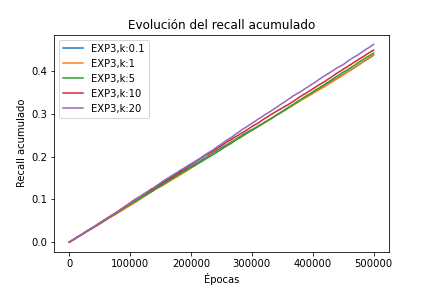 Evolución del recall acumulado
EXP3,k:0.1
EXP3,k:1
EXP3,k:5
EXP3,k:10
EXP3,k:20
Recall acumulado
0.4
0.3
0.2
0.1
0.0
0 100000 200000 300000 400000 500000
Épocas